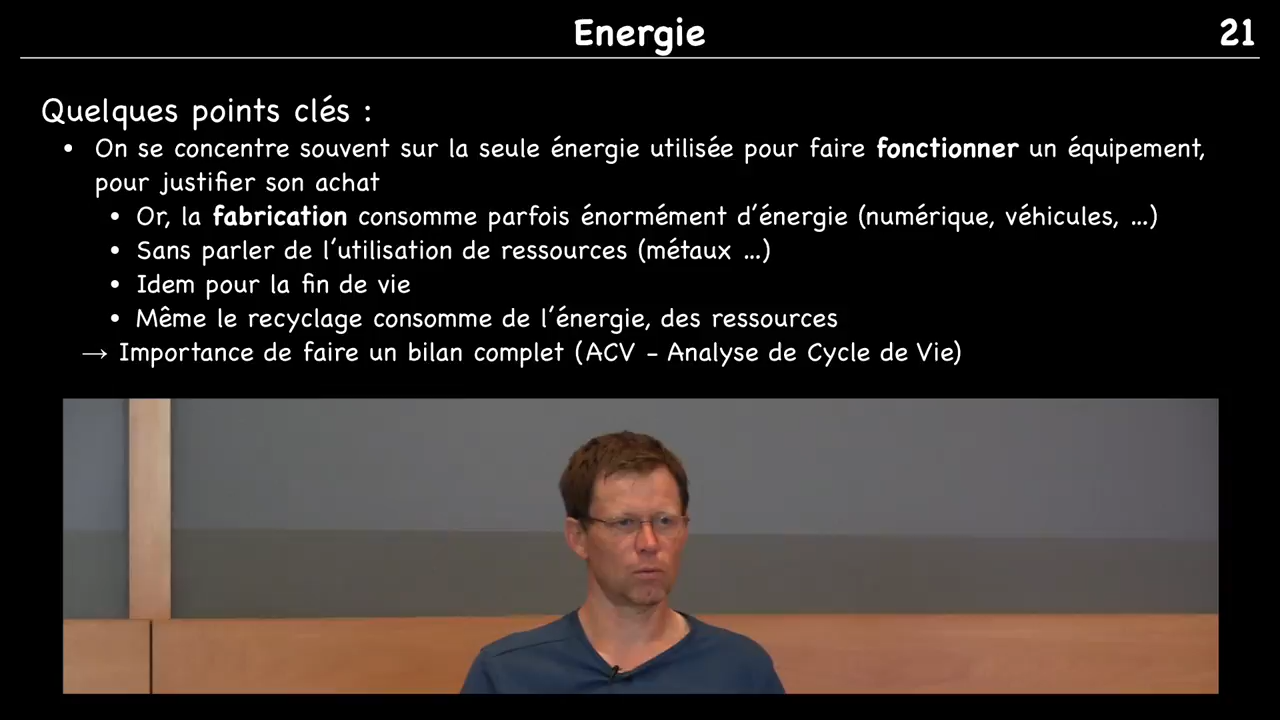 Energie
21
Quelques points clés :
• On se concentre souvent sur la seule énergie utilisée pour faire fonctionner un équipement,
pour justifier son achat
• Or, la fabrication consomme parfois énormément d'énergie (numérique, véhicules, ...)
• Sans parler de l'utilisation de ressources (métaux ...)
• Idem pour la fin de vie
• Même le recyclage consomme de l'énergie, des ressources
→ Importance de faire un bilan complet (ACV – Analyse de Cycle de Vie)